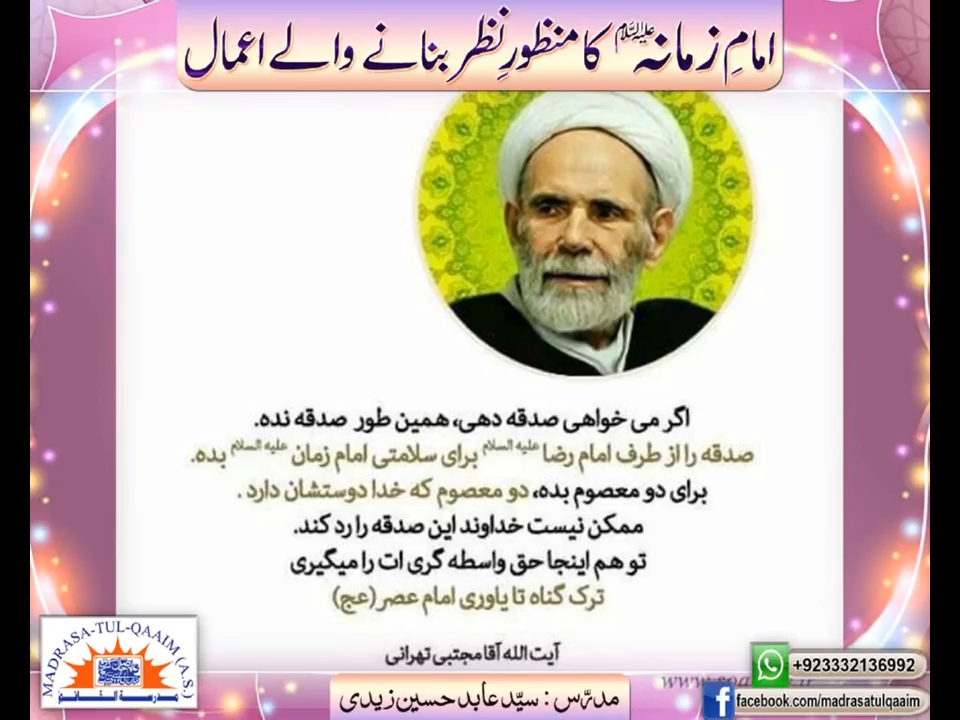 امامِ زمانہ علیہ السلام کا منظورِ نظر بنانے والے اعمال
اگر می خواهی صدقه دهی، همین طور صدقه نده.
صدقه را از طرف امام رضا علیه السلام برای سلامتی امام زمان علیه السلام بده.
برای دو معصوم بده، دو معصوم که خدا دوستشان دارد .
ممکن نیست خداوند این صدقه را رد کند.
تو هم اینجا حق واسطه گری ات را میگیری
ترک گناه تا یاوری امام عصر(عج)
آیت الله آقا مجتبی تهرانی
MADRASA-TUL-QAAIM (A.S.)
مدرسة القائم
مدرّس : سیّد عابد حسین زیدی
+923332136992
facebook.com/madrasatulqaaim